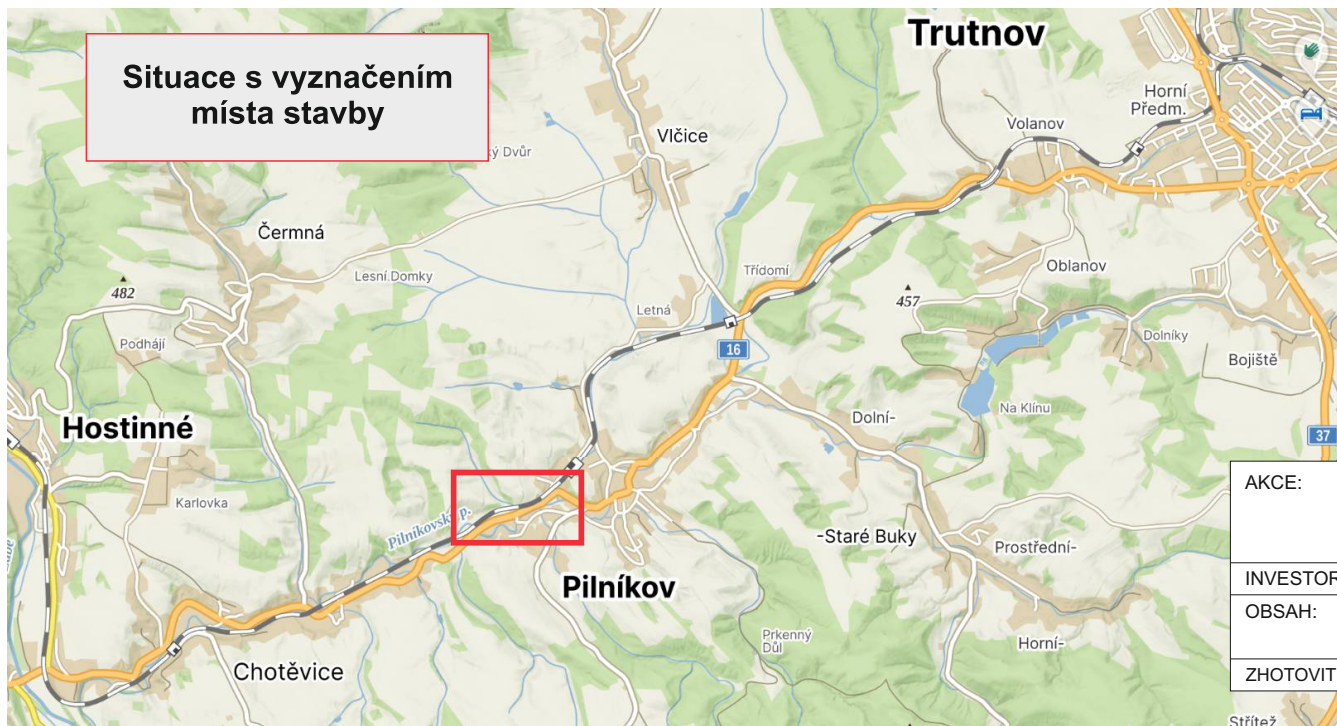 Situace s vyznačením
místa stavby
Trutnov
Horní
Předm.
Volanov
Vlčice
ký Dvůr
Čermná
Lesní Domky
Třídomí
Oblanov
482
457
Letná
Podhájí
16
Dolníky
Bojiště
Na Klínu
Dolní-
Hostinné
37
Karlovka
Pilníkovský p.
-Staré Buky
Prostřední-
Pilníkov
Prkenný
Důl
Horní-
Chotěvice
Střítež
AKCE:
INVESTOR
OBSAH:
ZHOTOVIT